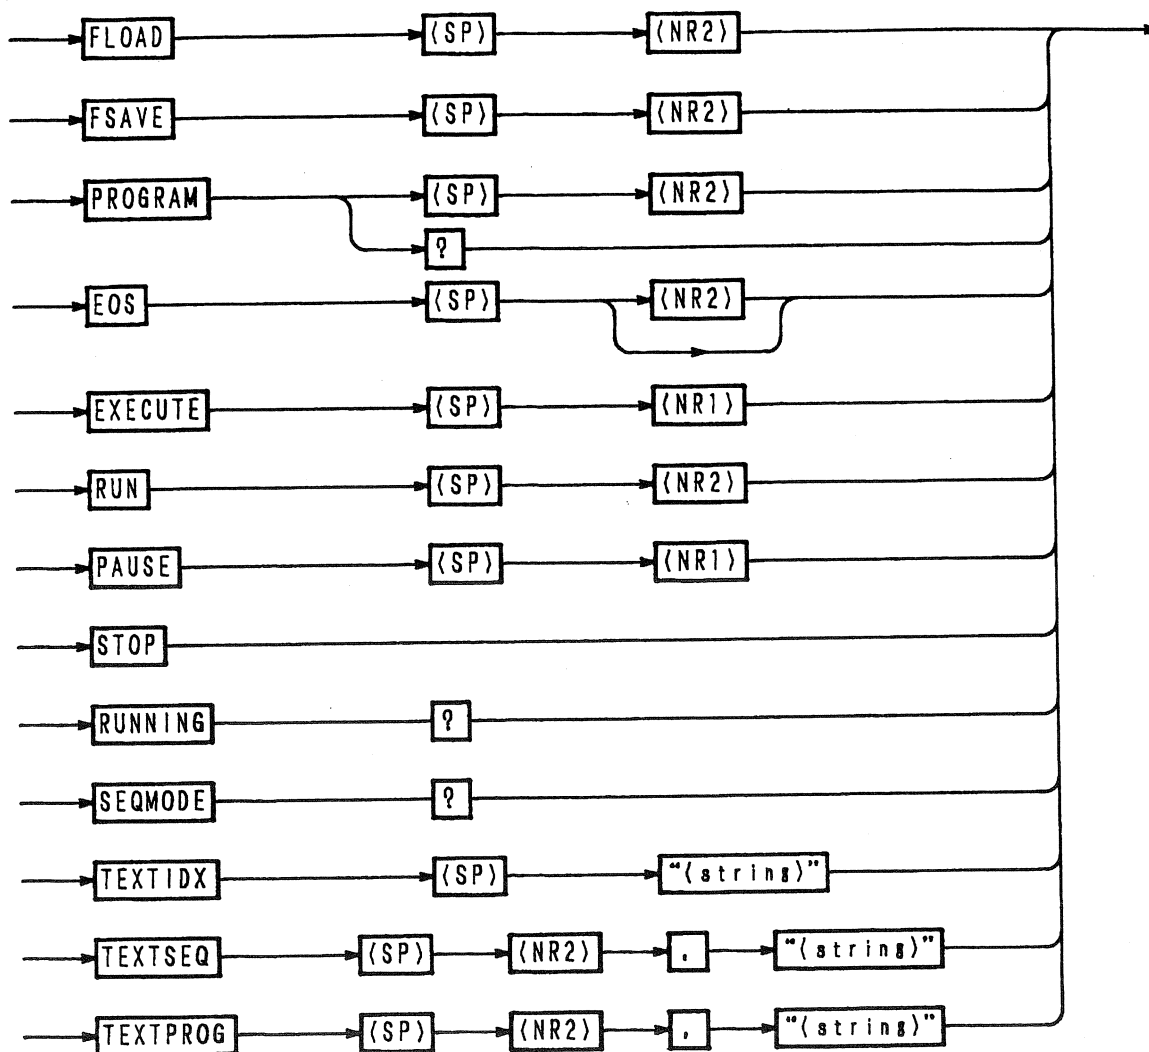 FLOAD ⟨SP⟩ ⟨NR2⟩
FSAVE ⟨SP⟩ ⟨NR2⟩
PROGRAM ⟨SP⟩ ⟨NR2⟩
?
EOS ⟨SP⟩ ⟨NR2⟩
EXECUTE ⟨SP⟩ ⟨NR1⟩
RUN ⟨SP⟩ ⟨NR2⟩
PAUSE ⟨SP⟩ ⟨NR1⟩
STOP
RUNNING ?
SEQMODE ?
TEXTIDX ⟨SP⟩ "⟨string⟩"
TEXTSEQ ⟨SP⟩ ⟨NR2⟩ , "⟨string⟩"
TEXTPROG ⟨SP⟩ ⟨NR2⟩ , "⟨string⟩"